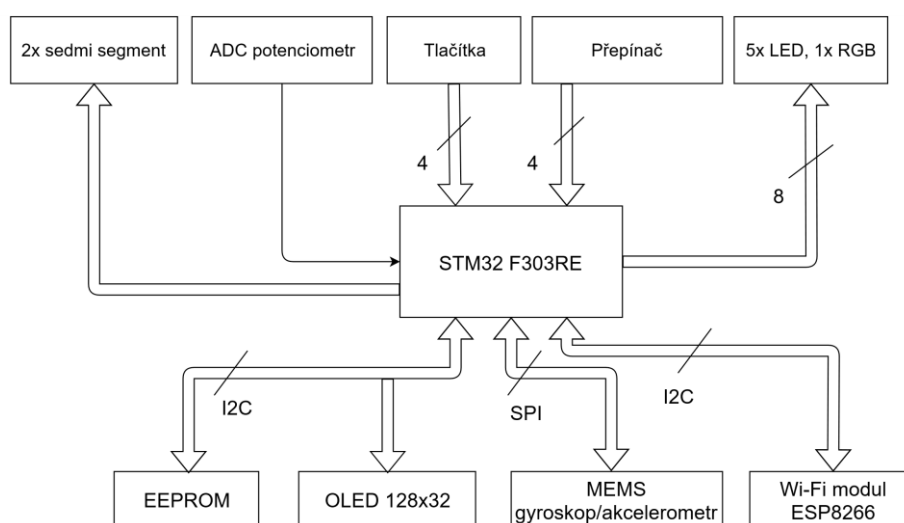 2x sedmi segment
ADC potenciometr
Tlačítka
Přepínač
5x LED, 1x RGB
4
4
8
STM32 F303RE
I2C
SPI
I2C
EEPROM
OLED 128x32
MEMS
gyroskop/akcelerometr
Wi-Fi modul
ESP8266